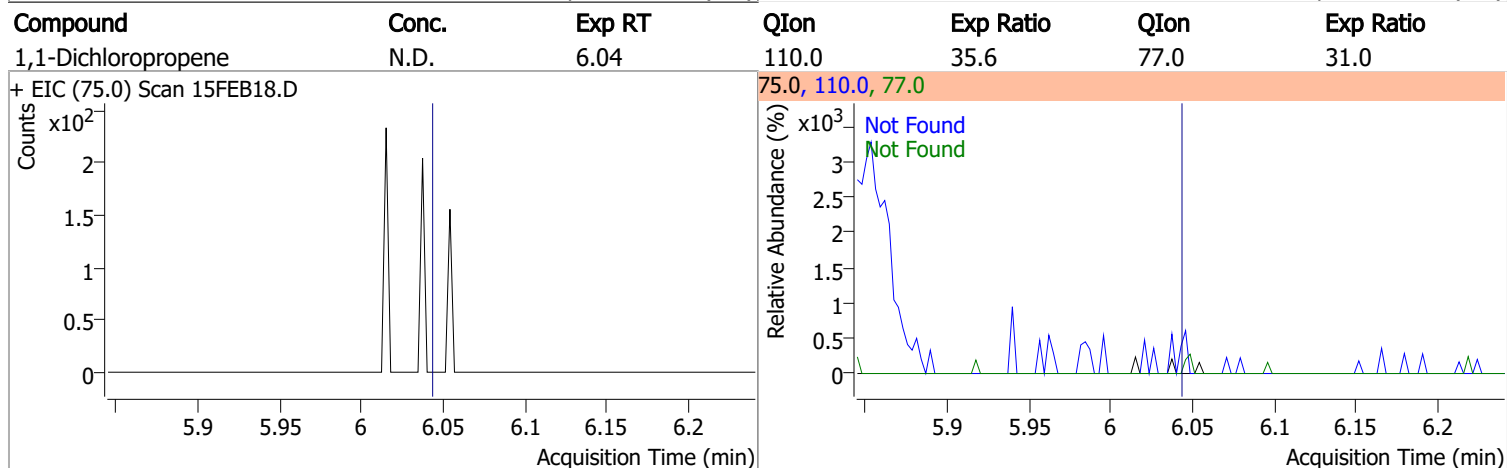 Compound Conc. Exp RT QIon Exp Ratio QIon Exp Ratio
1,1-Dichloropropene N.D. 6.04 110.0 35.6 77.0 31.0
+ EIC (75.0) Scan 15FEB18.D
Counts
x10²
2
1.5
1
0.5
0
5.9 5.95 6 6.05 6.1 6.15 6.2
Acquisition Time (min)
75.0, 110.0, 77.0
Relative Abundance (%)
x10³
Not Found
Not Found
3
2.5
2
1.5
1
0.5
0
5.9 5.95 6 6.05 6.1 6.15 6.2
Acquisition Time (min)